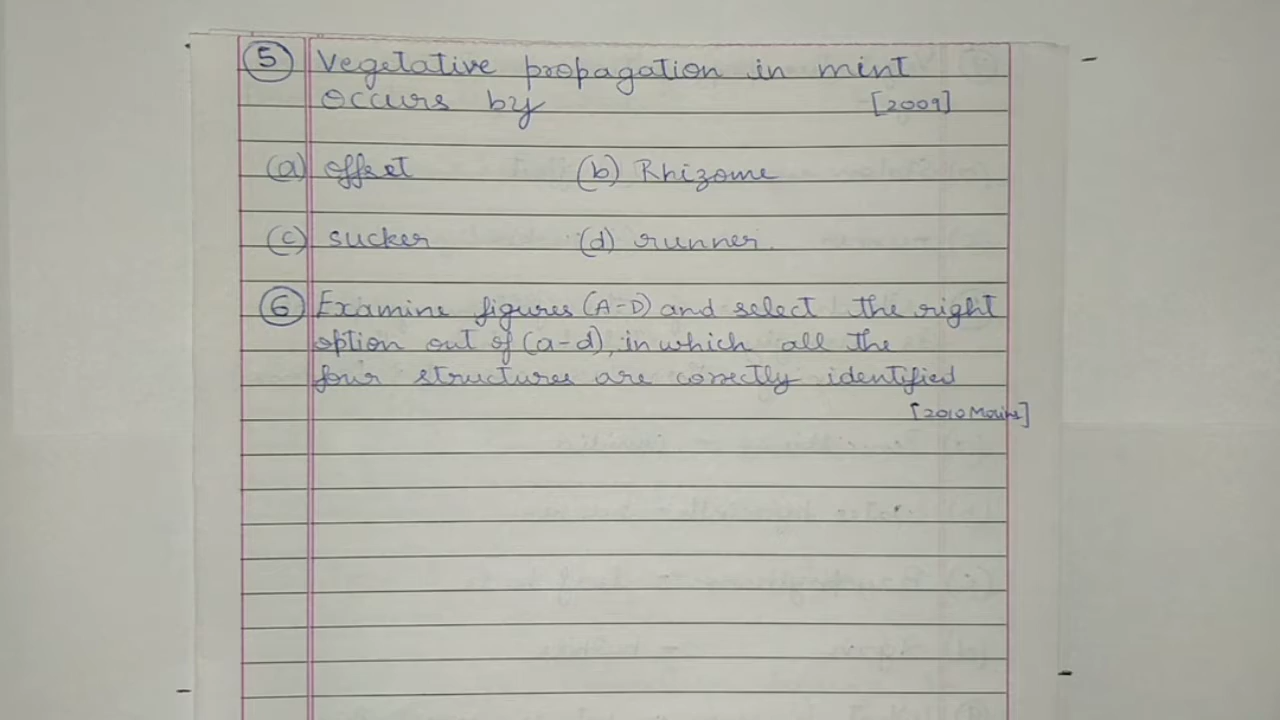 5 Vegetative propagation in mint
occurs by [2009]
(a) offset (b) Rhizome
(c) sucker (d) runner.
6 Examine figures (A-D) and select the right
option out of (a-d), in which all the
four structures are correctly identified
[2010 Mains]